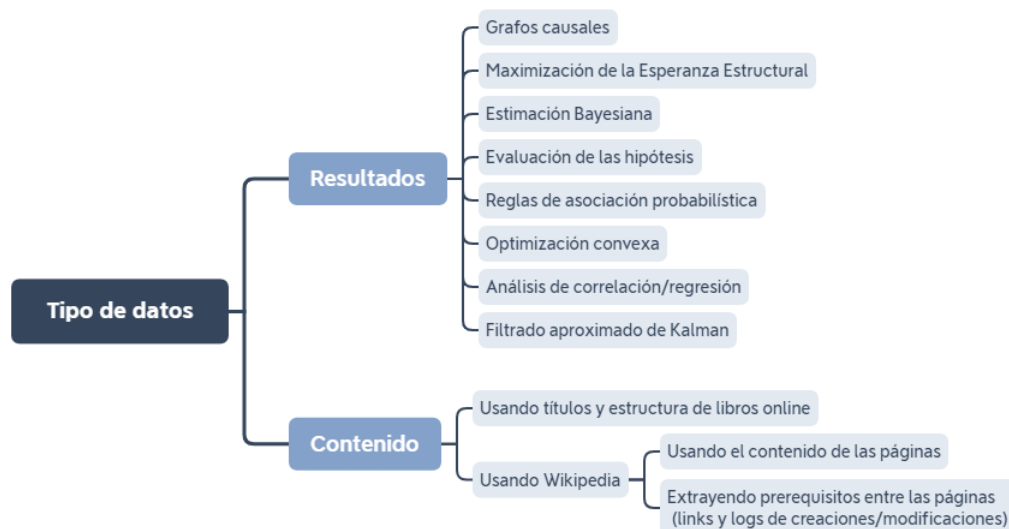 Tipo de datos
Resultados
Grafos causales
Maximización de la Esperanza Estructural
Estimación Bayesiana
Evaluación de las hipótesis
Reglas de asociación probabilística
Optimización convexa
Análisis de correlación/regresión
Filtrado aproximado de Kalman
Contenido
Usando títulos y estructura de libros online
Usando Wikipedia
Usando el contenido de las páginas
Extrayendo prerequisitos entre las páginas
(links y logs de creaciones/modificaciones)